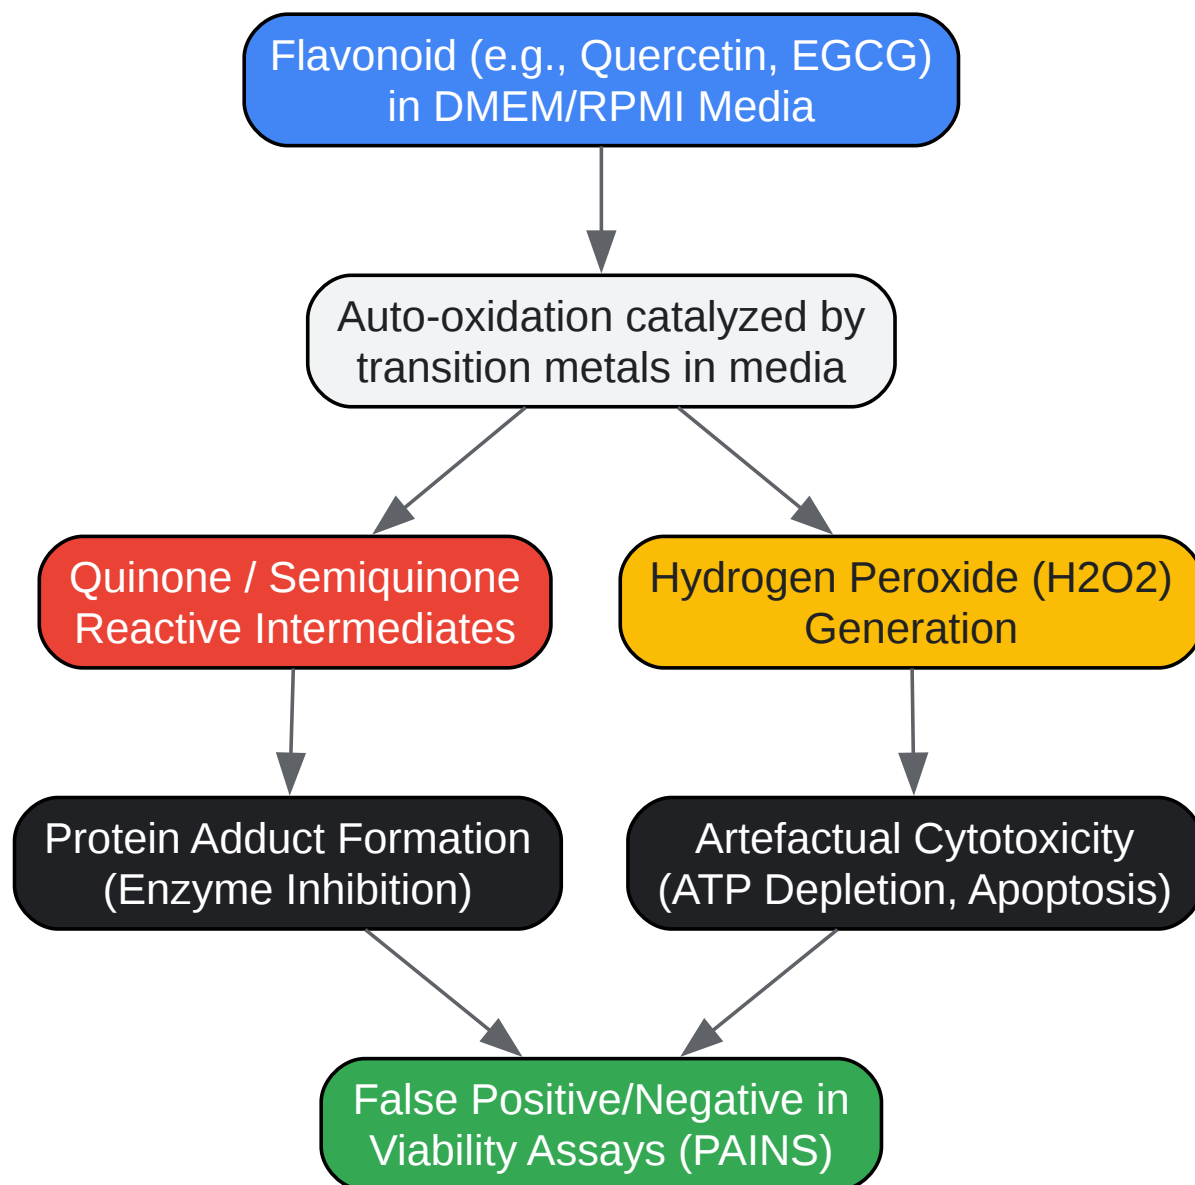 Flavonoid (e.g., Quercetin, EGCG)
in DMEM/RPMI Media
Auto-oxidation catalyzed by
transition metals in media
Quinone / Semiquinone
Reactive Intermediates
Hydrogen Peroxide (H2O2)
Generation
Protein Adduct Formation
(Enzyme Inhibition)
Artefactual Cytotoxicity
(ATP Depletion, Apoptosis)
False Positive/Negative in
Viability Assays (PAINS)